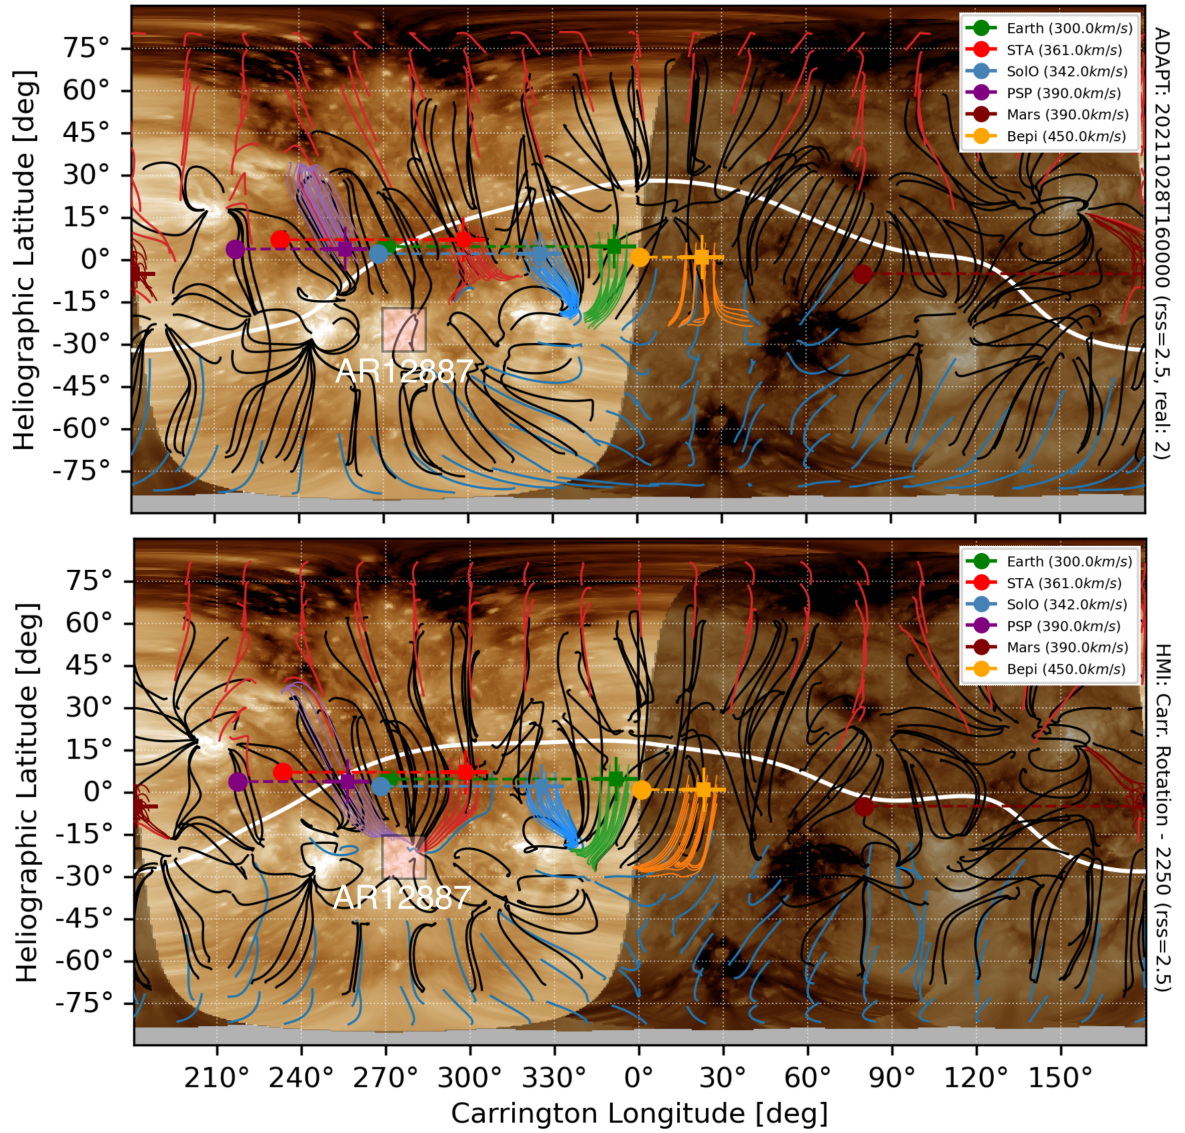 Heliographic Latitude [deg]
75°
60°
45°
30°
15°
0°
-15°
-30°
-45°
-60°
-75°
Earth (300.0km/s)
STA (361.0km/s)
SolO (342.0km/s)
PSP (390.0km/s)
Mars (390.0km/s)
Bepi (450.0km/s)
AR12887
ADAPT: 20211028T160000 (rss=2.5, real: 2)
Heliographic Latitude [deg]
75°
60°
45°
30°
15°
0°
-15°
-30°
-45°
-60°
-75°
Earth (300.0km/s)
STA (361.0km/s)
SolO (342.0km/s)
PSP (390.0km/s)
Mars (390.0km/s)
Bepi (450.0km/s)
AR12887
HMI: Carr. Rotation - 2250 (rss=2.5)
210° 240° 270° 300° 330° 0° 30° 60° 90° 120° 150°
Carrington Longitude [deg]